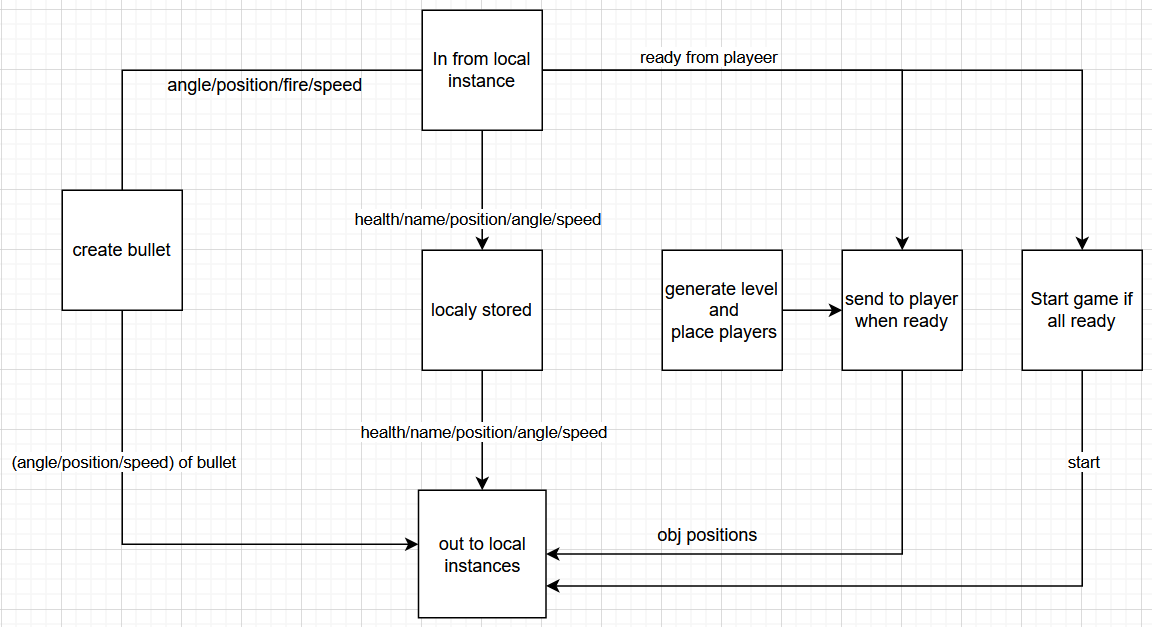 In from local
instance
ready from playeer
angle/position/fire/speed
health/name/position/angle/speed
create bullet
localy stored
generate level
and
place players
send to player
when ready
Start game if
all ready
health/name/position/angle/speed
(angle/position/speed) of bullet
start
obj positions
out to local
instances